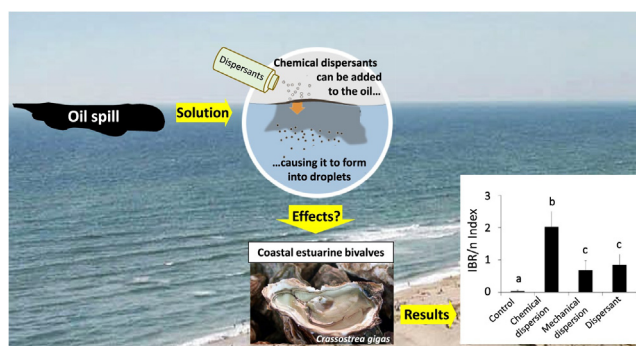 Dispersants
Chemical dispersants
can be added
to the oil...
Oil spill
Solution
...causing it to form
into droplets
Effects?
Coastal estuarine bivalves
Crassostrea gigas
Results
IBR/n Index
3
2
1
0
a
b
c
c
Control
Chemical
dispersion
Mechanical
dispersion
Dispersant